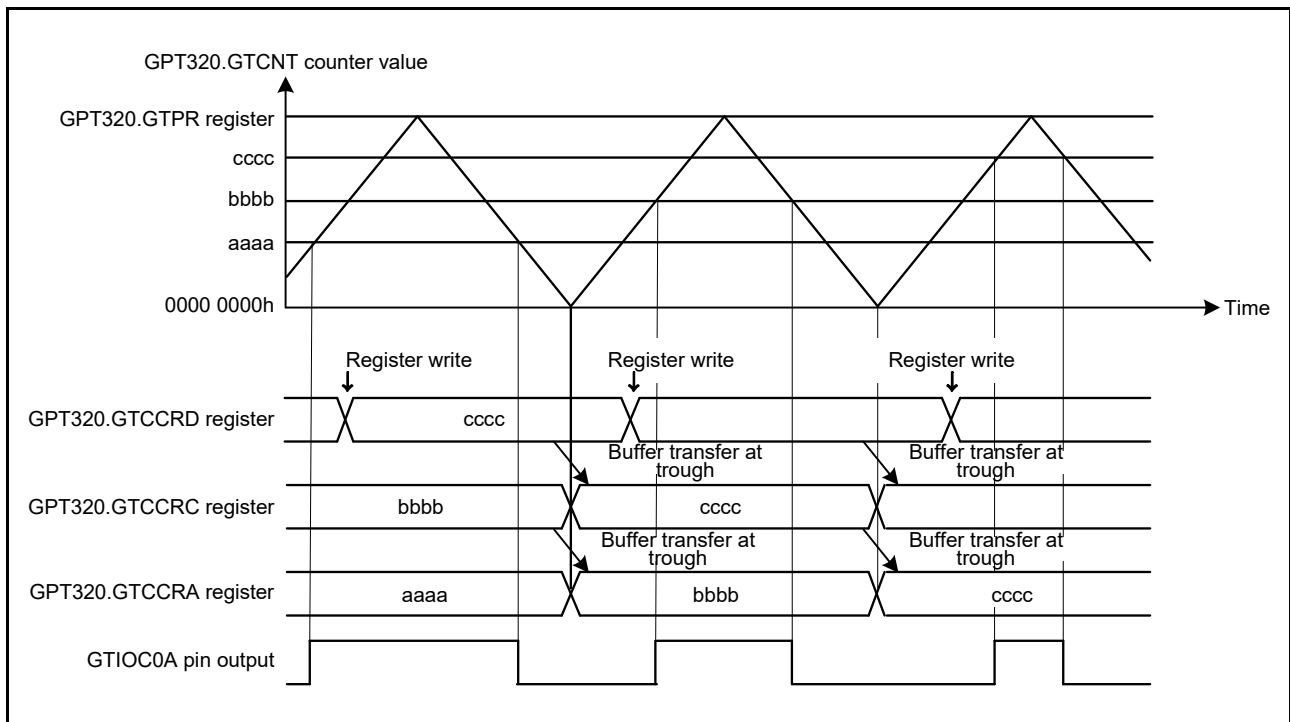 GPT320.GTCNT counter value
GPT320.GTPR register
cccc
bbbb
aaaa
0000 0000h
Time
Register write
Register write
Register write
GPT320.GTCCRD register
cccc
Buffer transfer at
trough
Buffer transfer at
trough
GPT320.GTCCRC register
bbbb
cccc
Buffer transfer at
trough
Buffer transfer at
trough
GPT320.GTCCRA register
aaaa
bbbb
cccc
GTIOC0A pin output